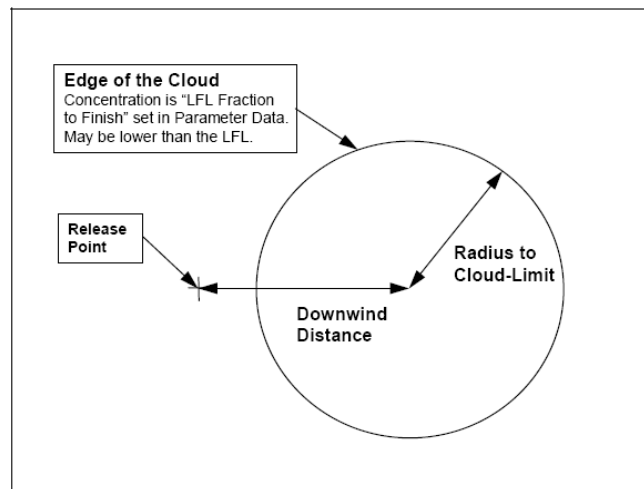 Edge of the Cloud
Concentration is “LFL Fraction
to Finish” set in Parameter Data.
May be lower than the LFL.
Release
Point
Radius to
Cloud-Limit
Downwind
Distance